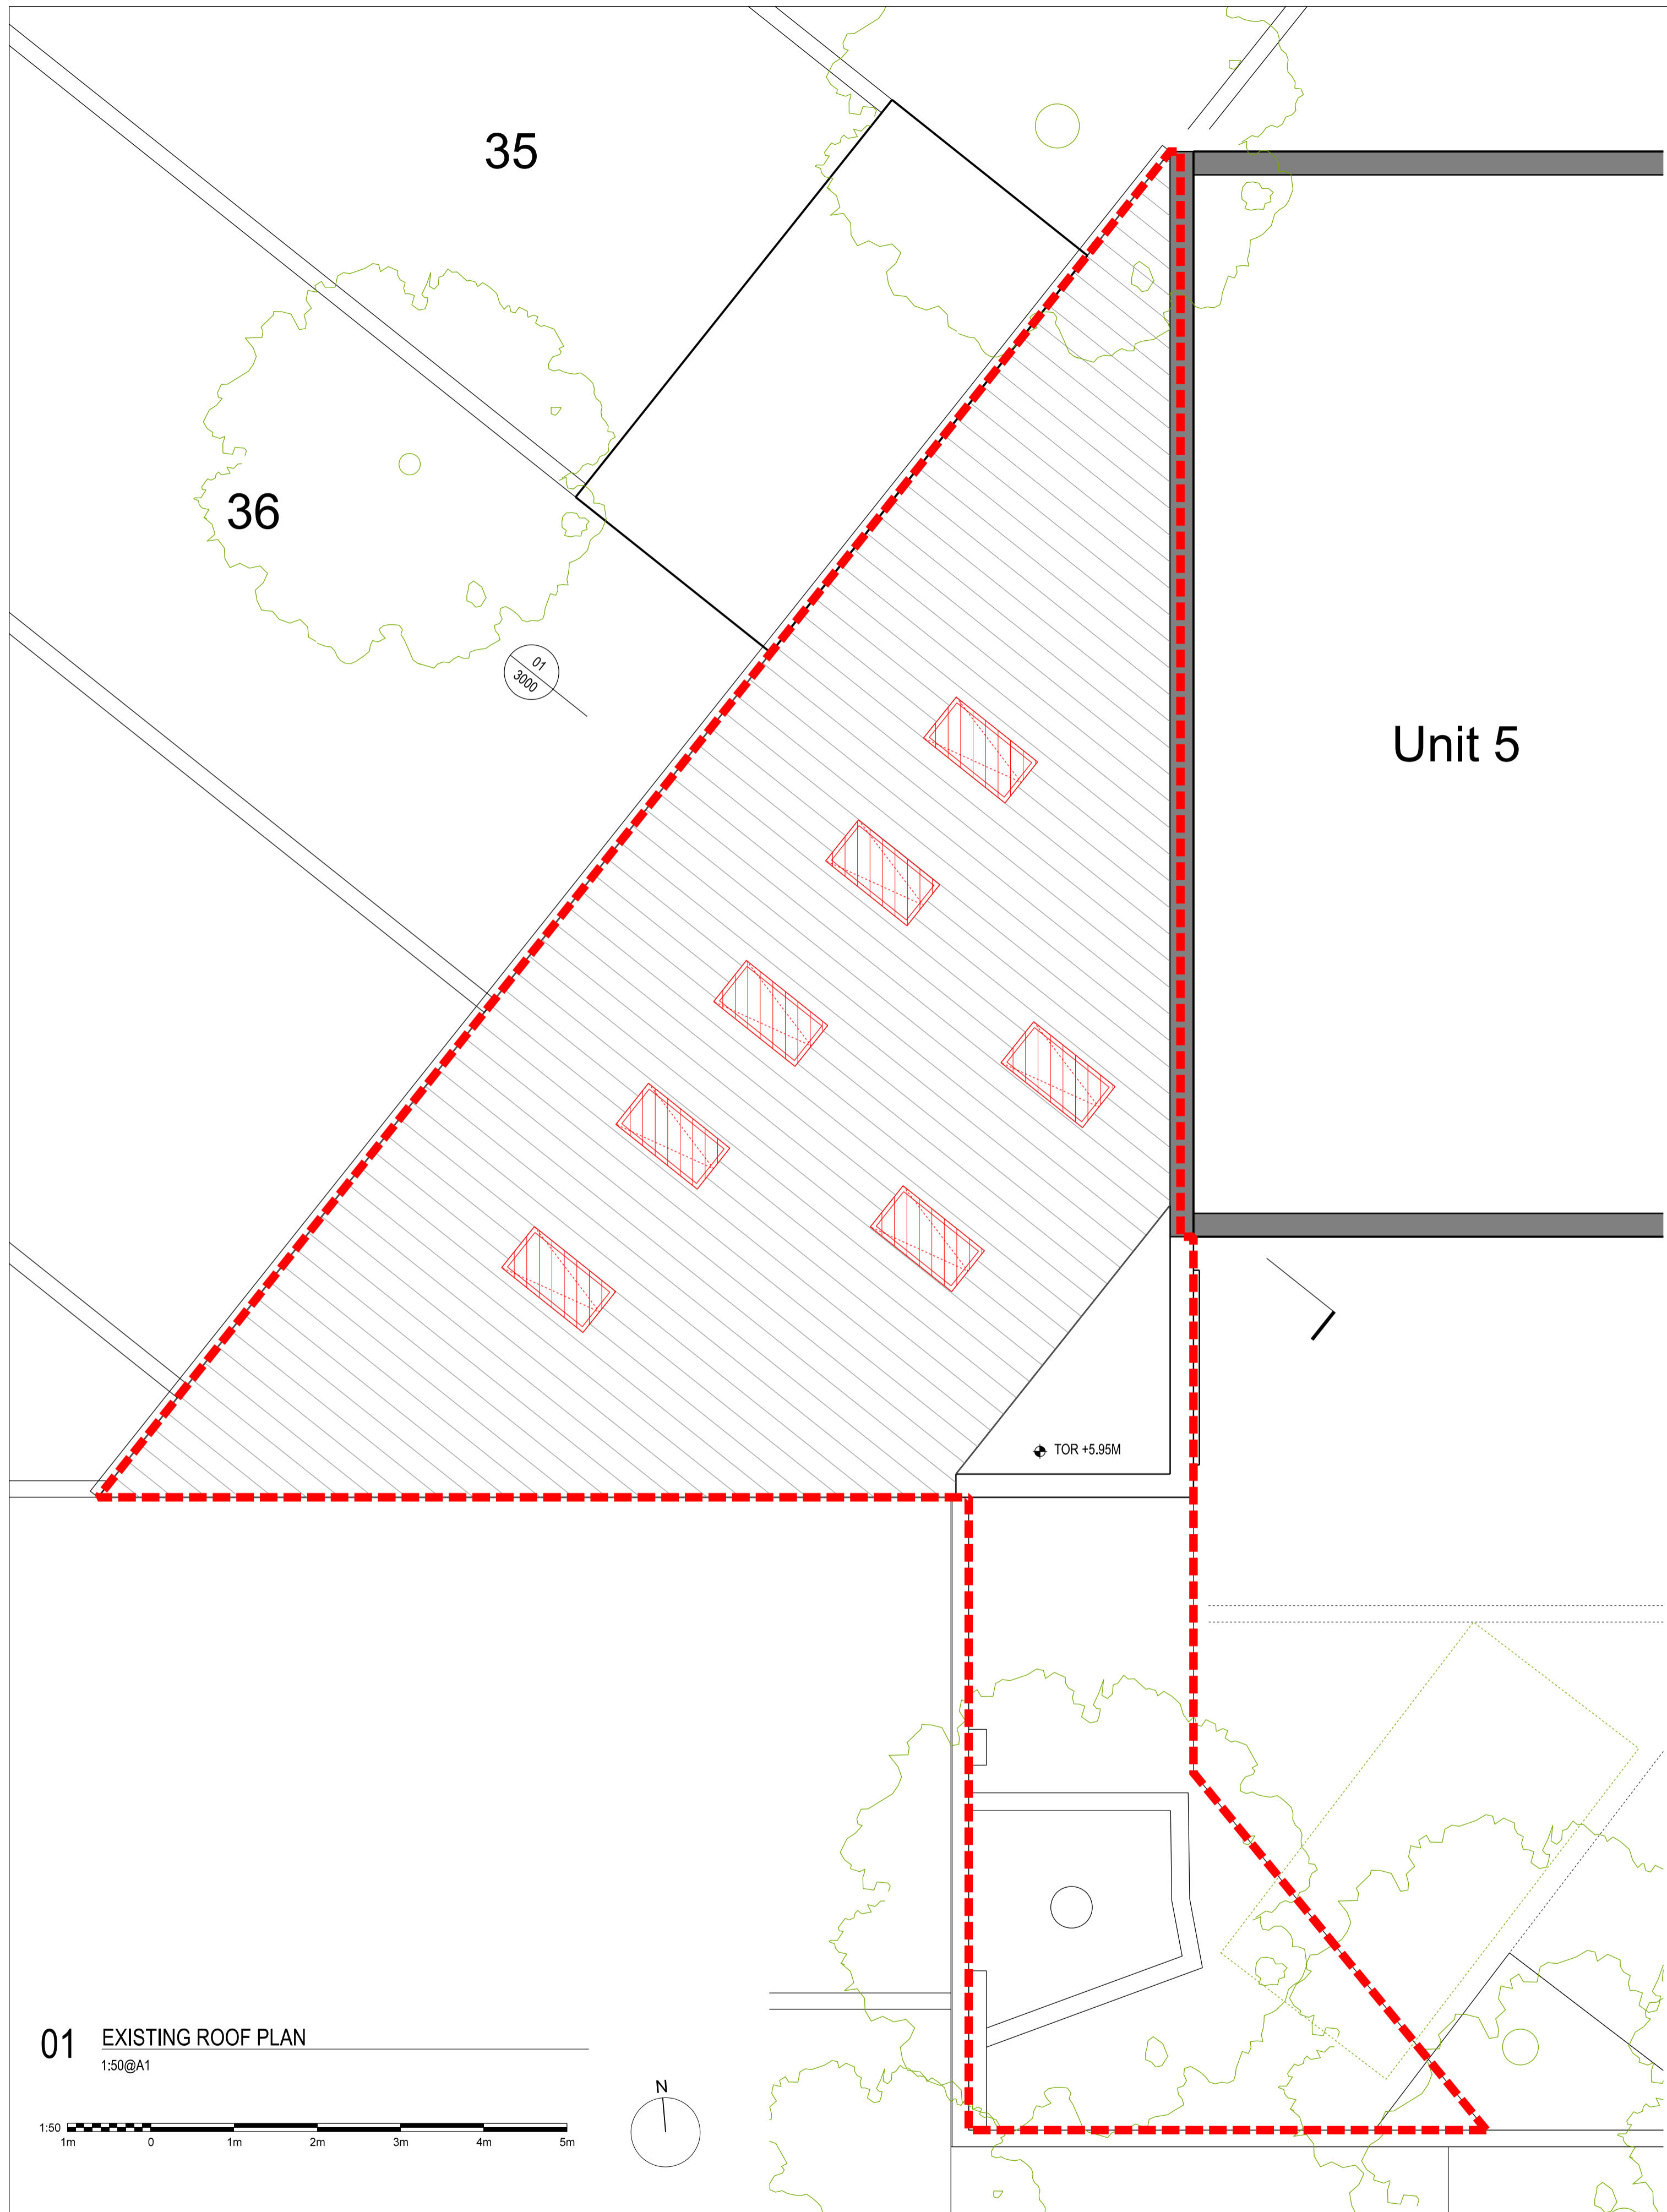 35
36
01
3000
Unit 5
TOR +5.95M
01 EXISTING ROOF PLAN
1:50@A1
N
1:50
1m 0 1m 2m 3m 4m 5m